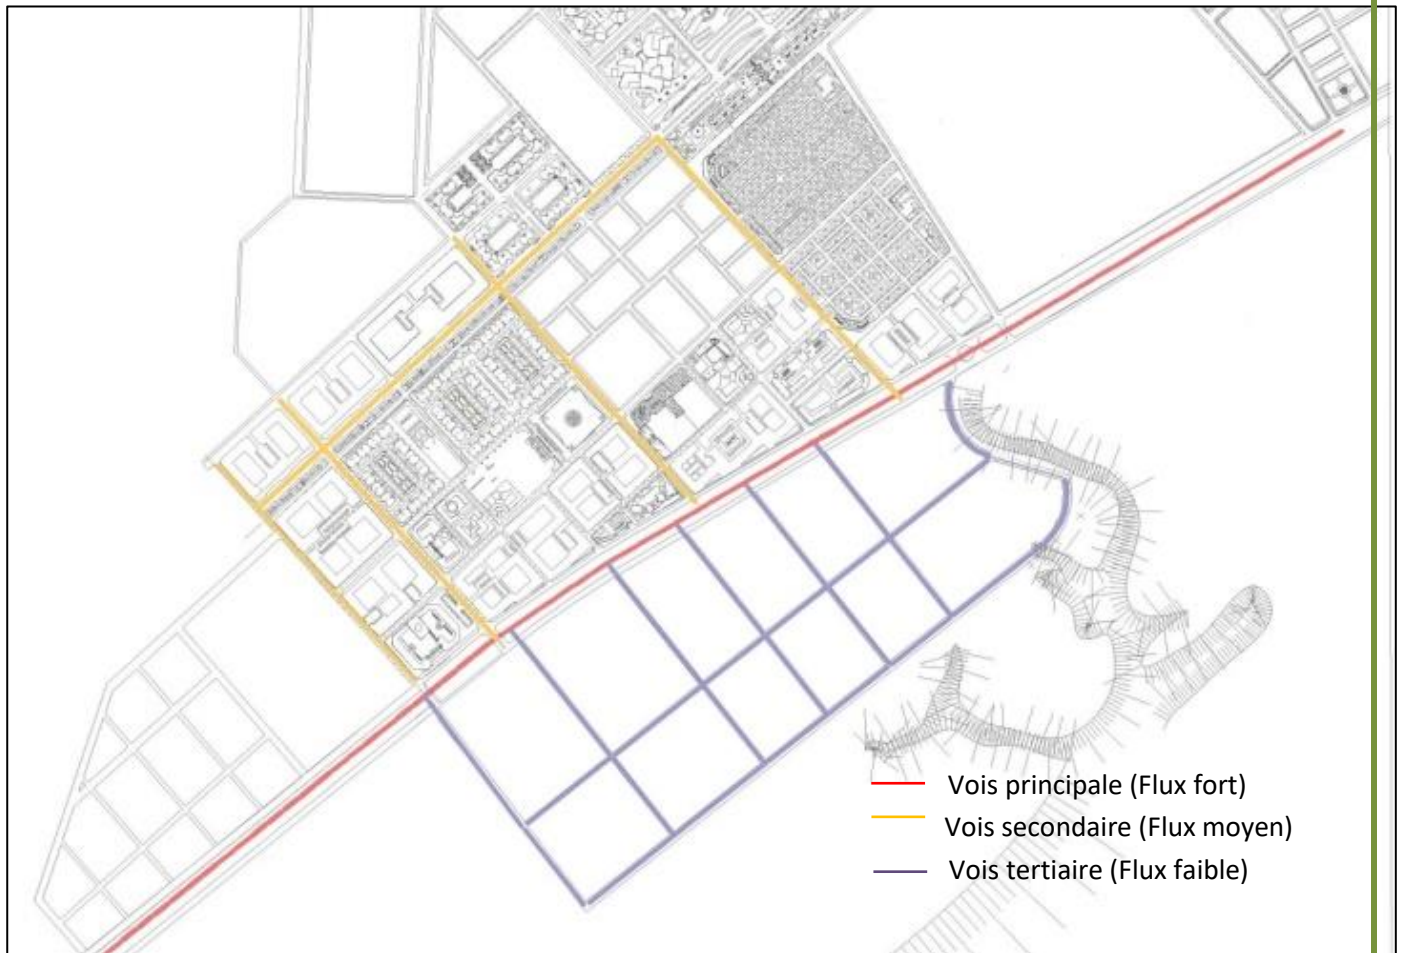 Vois principale (Flux fort)
Vois secondaire (Flux moyen)
Vois tertiaire (Flux faible)